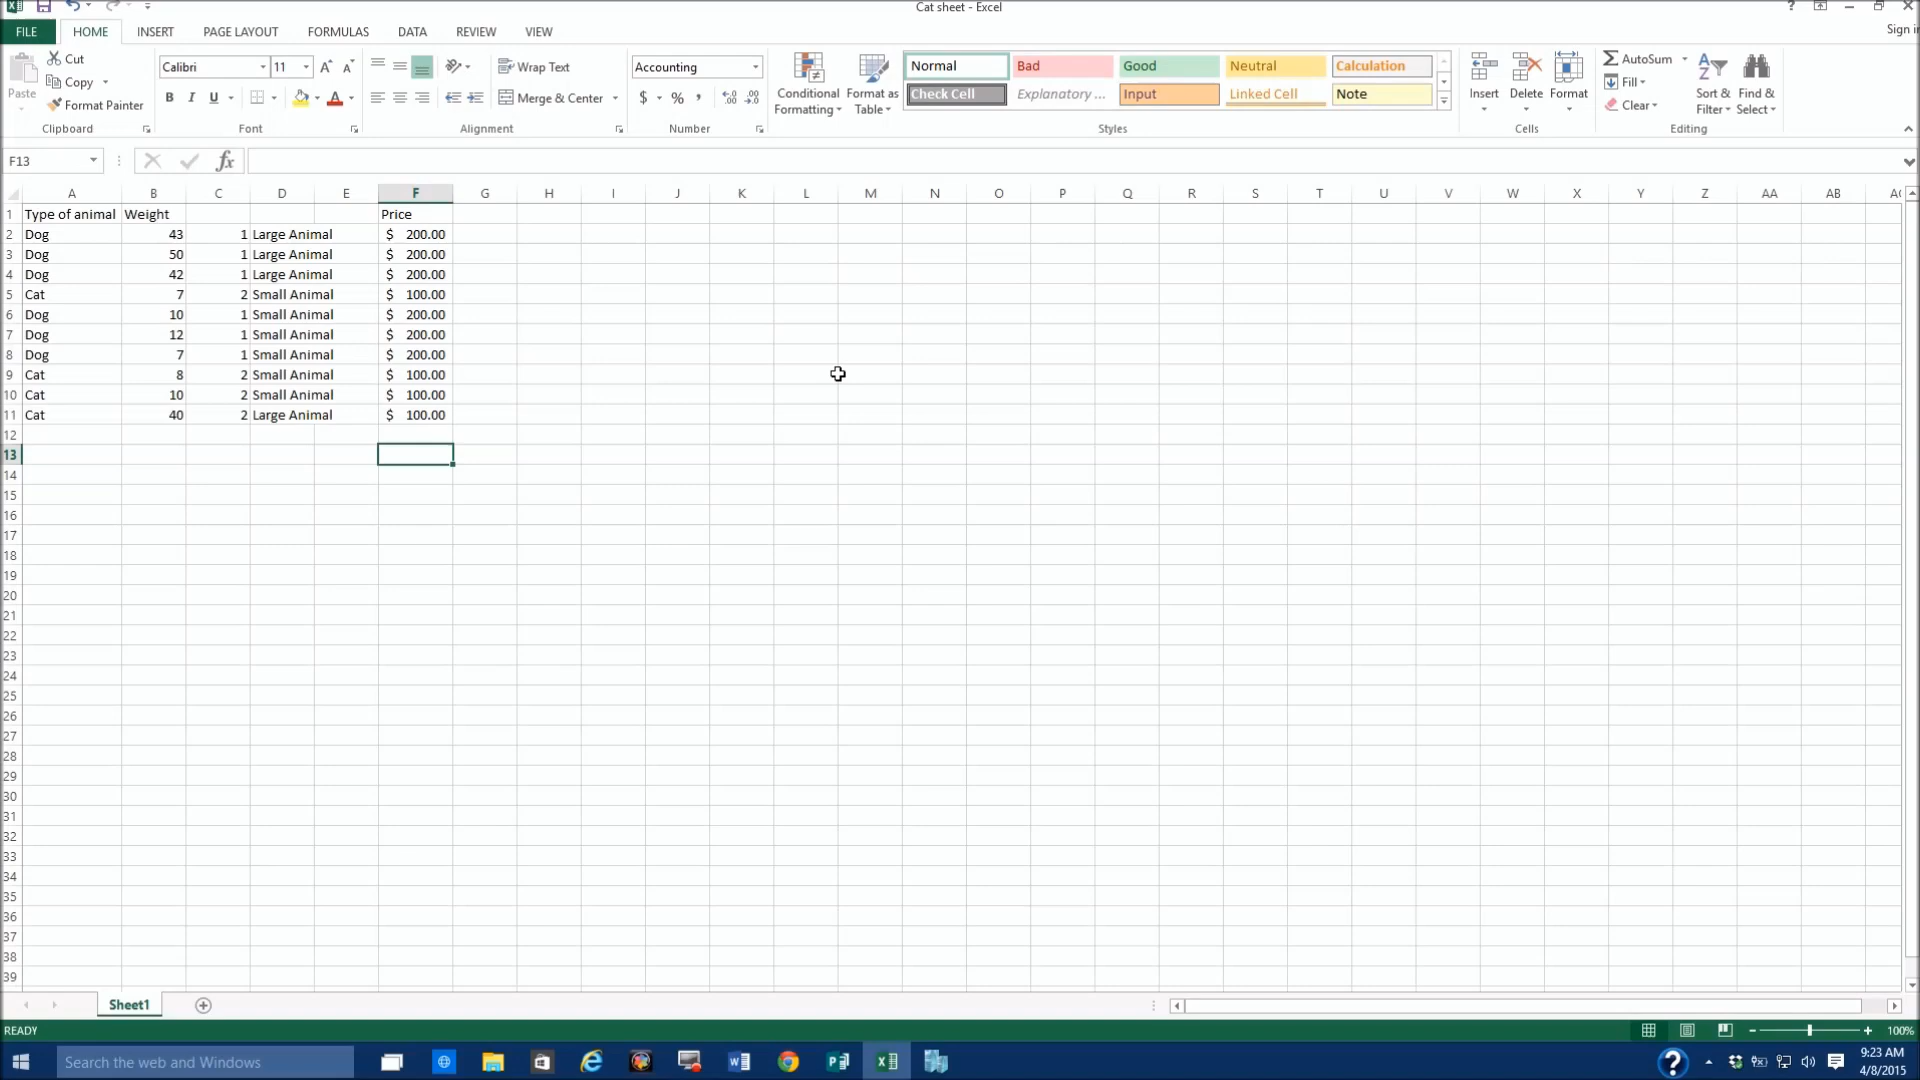 Cat sheet - Excel
?
Sign i
FILE HOME INSERT PAGE LAYOUT FORMULAS DATA REVIEW VIEW
Paste
Cut
Copy
Format Painter
Clipboard
Calibri 11
B I U
Font
Wrap Text
Merge & Center
Alignment
Accounting
$ % ,
Number
Conditional Formatting
Format as Table
Normal Bad Good Neutral Calculation
Check Cell Explanatory ... Input Linked Cell Note
Styles
Insert Delete Format
Cells
AutoSum
Fill
Clear
Sort & Filter
Find & Select
Editing
F13 fx
A B C D E F G H I J K L M N O P Q R S T U V W X Y Z AA AB AC
1 Type of animal Weight Price
2 Dog 43 1 Large Animal $ 200.00
3 Dog 50 1 Large Animal $ 200.00
4 Dog 42 1 Large Animal $ 200.00
5 Cat 7 2 Small Animal $ 100.00
6 Dog 10 1 Small Animal $ 200.00
7 Dog 12 1 Small Animal $ 200.00
8 Dog 7 1 Small Animal $ 200.00
9 Cat 8 2 Small Animal $ 100.00
10 Cat 10 2 Small Animal $ 100.00
11 Cat 40 2 Large Animal $ 100.00
12
13
14
15
16
17
18
19
20
21
22
23
24
25
26
27
28
29
30
31
32
33
34
35
36
37
38
39
Sheet1
READY
100%
Search the web and Windows
9:23 AM
4/8/2015